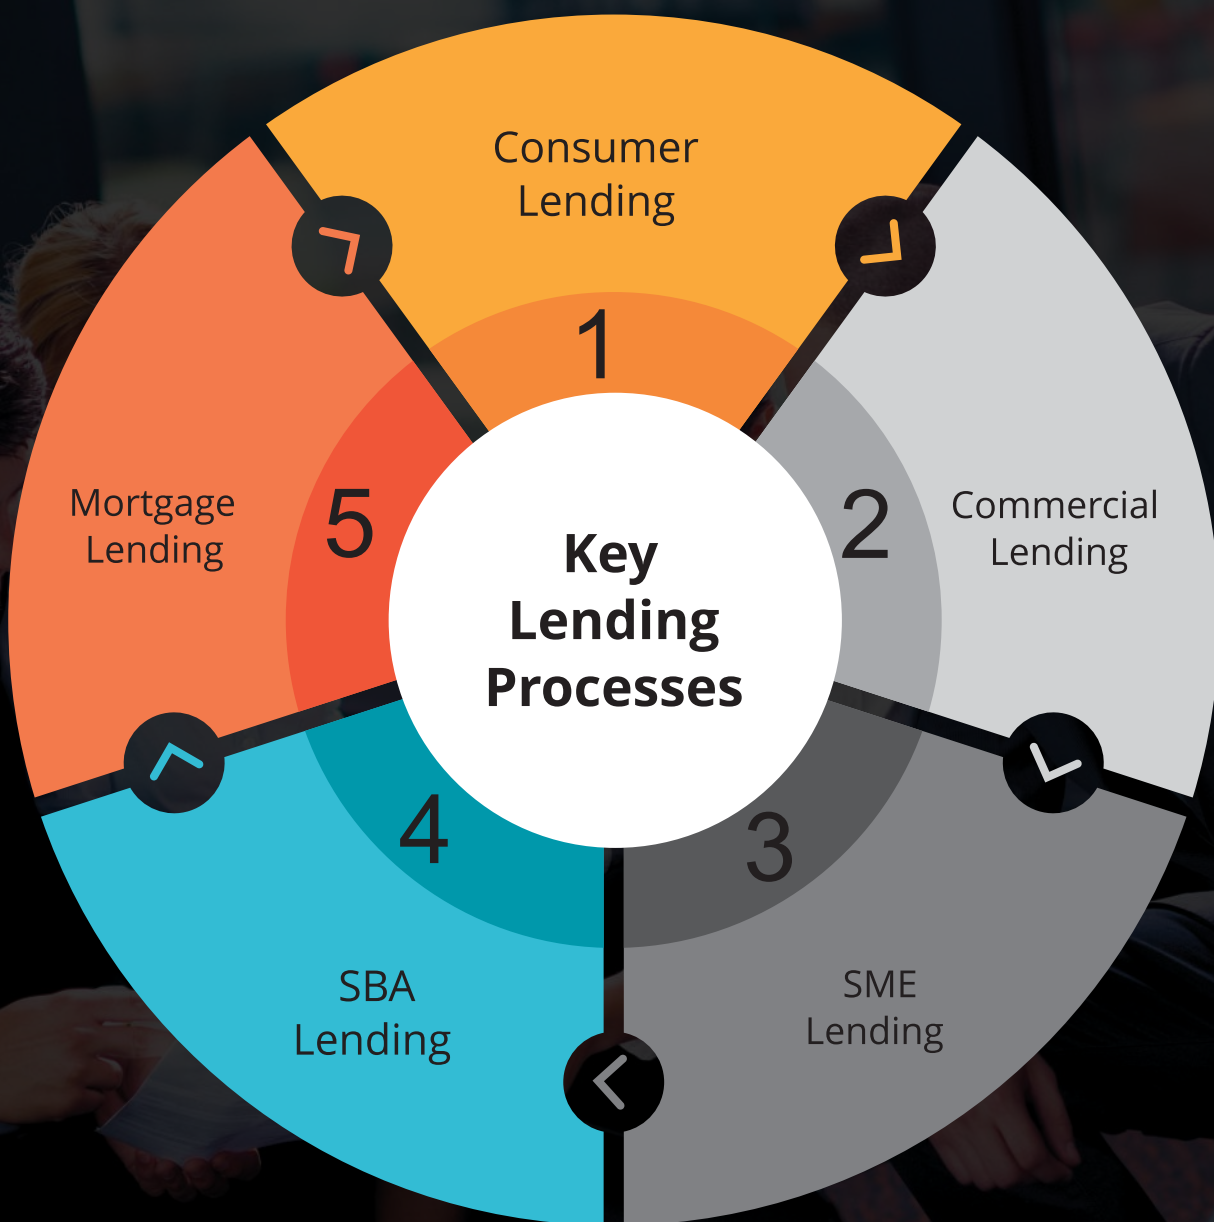 Consumer
Lending
1
Commercial
Lending
2
SME
Lending
3
SBA
Lending
4
Mortgage
Lending
5
Key
Lending
Processes